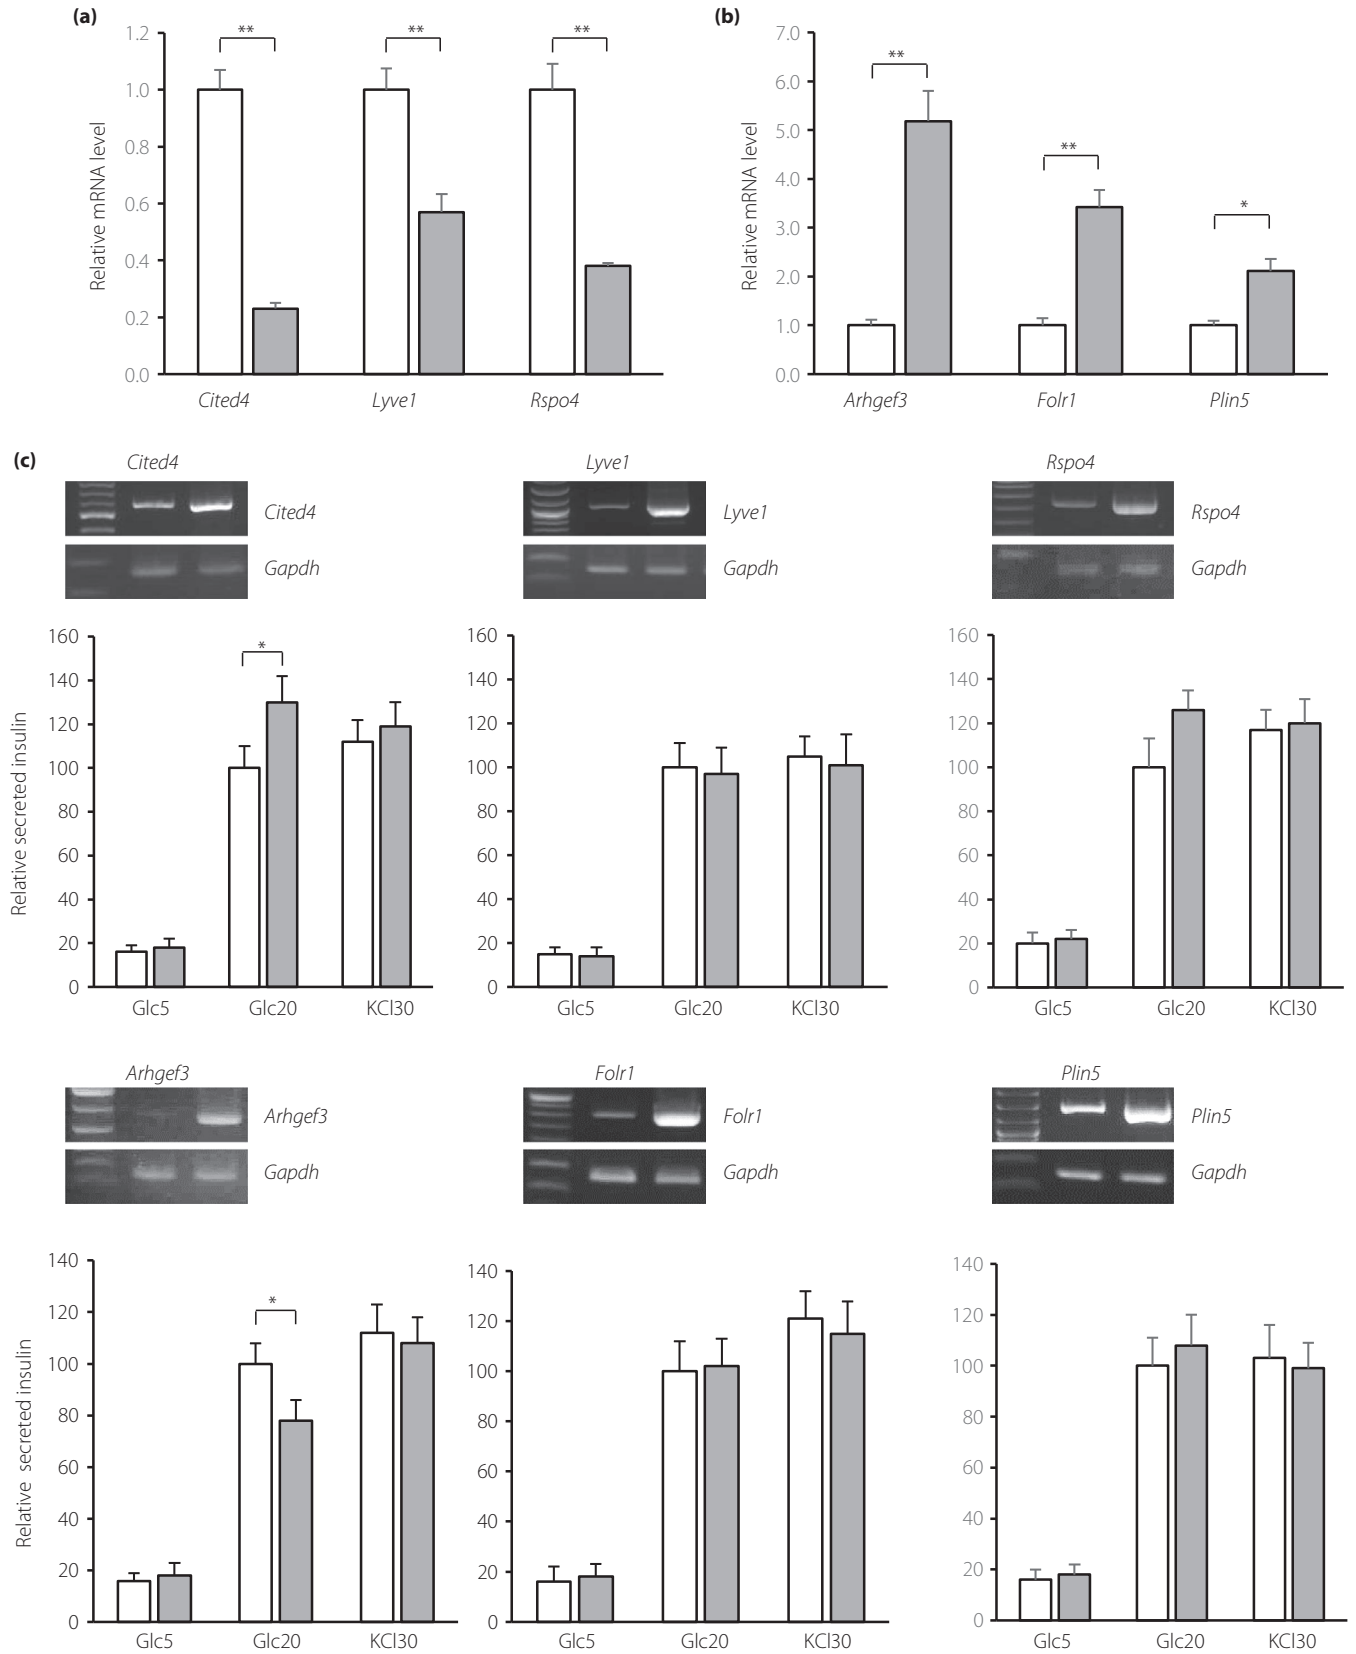 (a)
1.2
1.0
0.8
0.6
0.4
0.2
0.0
Relative mRNA level
** ** **
Cited4 Lyve1 Rspo4
(b)
7.0
6.0
5.0
4.0
3.0
2.0
1.0
0.0
Relative mRNA level
** ** *
Arhgef3 Folr1 Plin5
(c)
Cited4
Cited4
Gapdh
Lyve1
Lyve1
Gapdh
Rspo4
Rspo4
Gapdh
Relative secreted insulin
160
140
120
100
80
60
40
20
0
*
Glc5 Glc20 KCl30
160
140
120
100
80
60
40
20
0
Glc5 Glc20 KCl30
160
140
120
100
80
60
40
20
0
Glc5 Glc20 KCl30
Arhgef3
Arhgef3
Gapdh
Folr1
Folr1
Gapdh
Plin5
Plin5
Gapdh
Relative secreted insulin
140
120
100
80
60
40
20
0
*
Glc5 Glc20 KCl30
140
120
100
80
60
40
20
0
Glc5 Glc20 KCl30
140
120
100
80
60
40
20
0
Glc5 Glc20 KCl30